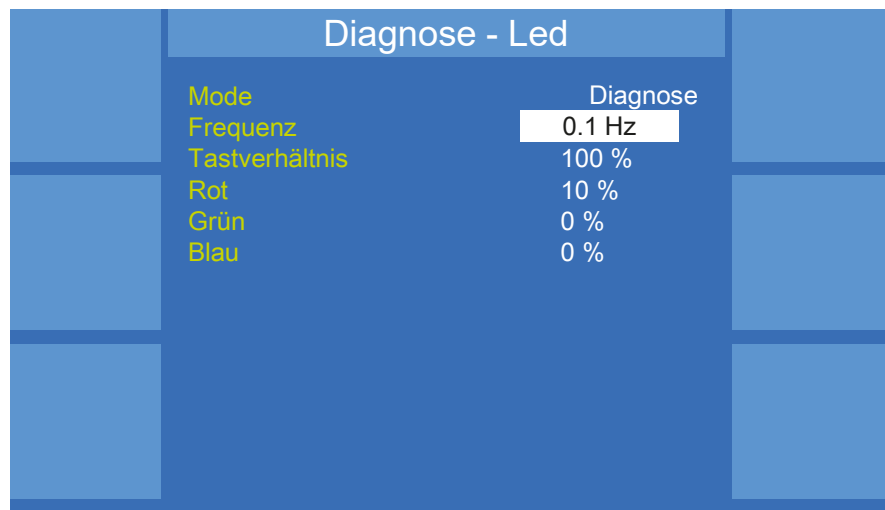 Diagnose - Led
Mode Diagnose
Frequenz 0.1 Hz
Tastverhältnis 100 %
Rot 10 %
Grün 0 %
Blau 0 %